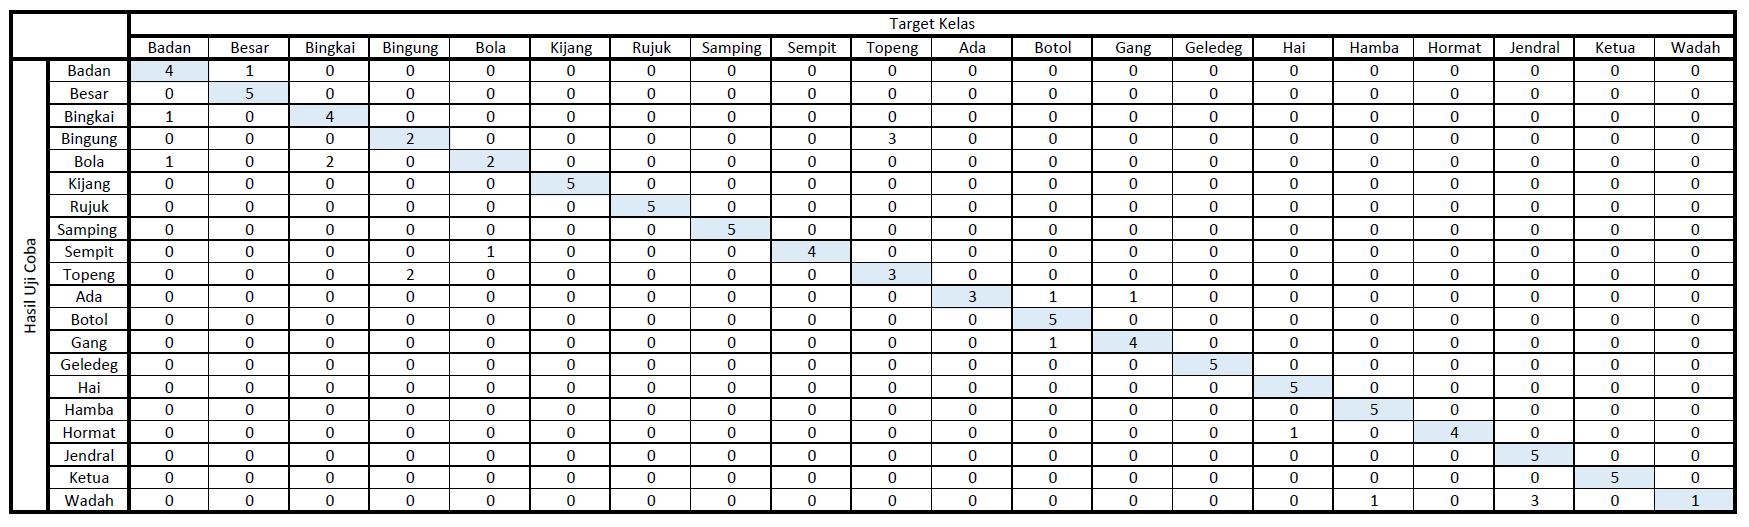 Target Kelas
Badan Besar Bingkai Bingung Bola Kijang Rujuk Samping Sempit Topeng Ada Botol Gang Geledeg Hai Hamba Hormat Jendral Ketua Wadah
Hasil Uji Coba
Badan 4 1 0 0 0 0 0 0 0 0 0 0 0 0 0 0 0 0 0 0
Besar 0 5 0 0 0 0 0 0 0 0 0 0 0 0 0 0 0 0 0 0
Bingkai 1 0 4 0 0 0 0 0 0 0 0 0 0 0 0 0 0 0 0 0
Bingung 0 0 0 2 0 0 0 0 0 3 0 0 0 0 0 0 0 0 0 0
Bola 1 0 2 0 2 0 0 0 0 0 0 0 0 0 0 0 0 0 0 0
Kijang 0 0 0 0 0 5 0 0 0 0 0 0 0 0 0 0 0 0 0 0
Rujuk 0 0 0 0 0 0 5 0 0 0 0 0 0 0 0 0 0 0 0 0
Samping 0 0 0 0 0 0 0 5 0 0 0 0 0 0 0 0 0 0 0 0
Sempit 0 0 0 0 1 0 0 0 4 0 0 0 0 0 0 0 0 0 0 0
Topeng 0 0 0 2 0 0 0 0 0 3 0 0 0 0 0 0 0 0 0 0
Ada 0 0 0 0 0 0 0 0 0 0 3 1 1 0 0 0 0 0 0 0
Botol 0 0 0 0 0 0 0 0 0 0 0 5 0 0 0 0 0 0 0 0
Gang 0 0 0 0 0 0 0 0 0 0 0 1 4 0 0 0 0 0 0 0
Geledeg 0 0 0 0 0 0 0 0 0 0 0 0 0 5 0 0 0 0 0 0
Hai 0 0 0 0 0 0 0 0 0 0 0 0 0 0 5 0 0 0 0 0
Hamba 0 0 0 0 0 0 0 0 0 0 0 0 0 0 0 5 0 0 0 0
Hormat 0 0 0 0 0 0 0 0 0 0 0 0 0 0 1 0 4 0 0 0
Jendral 0 0 0 0 0 0 0 0 0 0 0 0 0 0 0 0 0 5 0 0
Ketua 0 0 0 0 0 0 0 0 0 0 0 0 0 0 0 0 0 0 5 0
Wadah 0 0 0 0 0 0 0 0 0 0 0 0 0 0 0 1 0 3 0 1